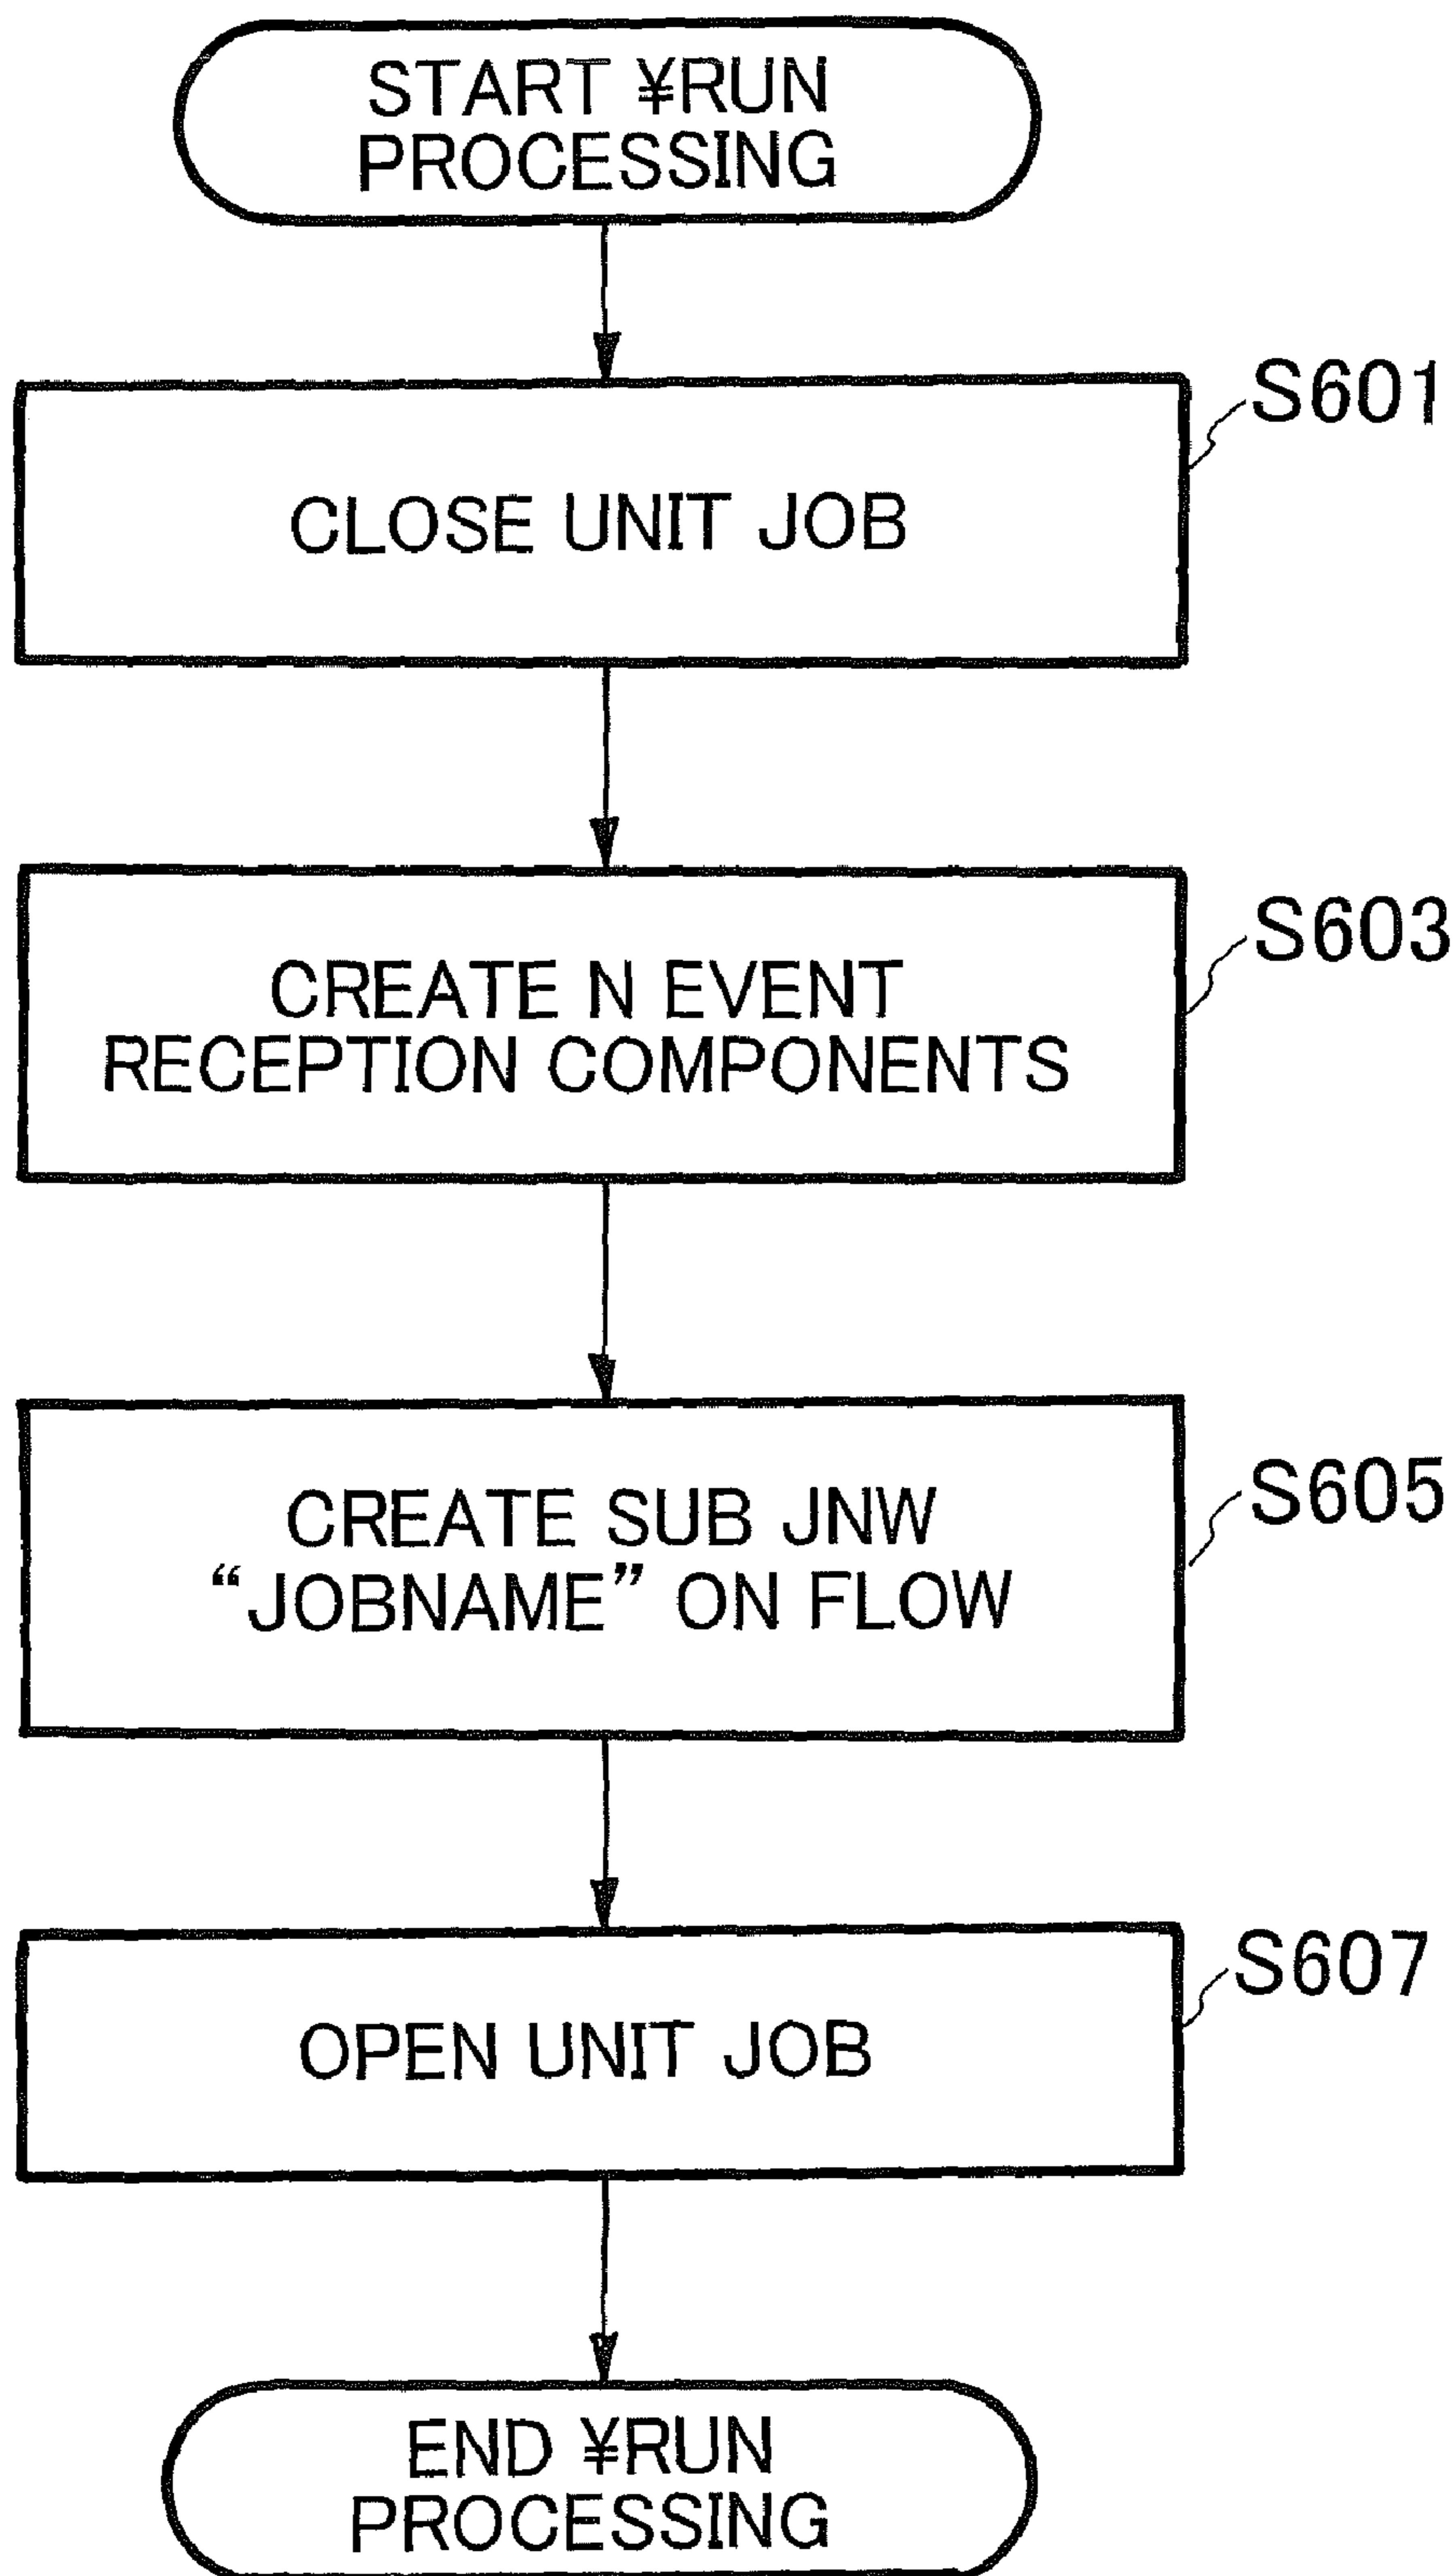 START ¥RUN
PROCESSING
S601
CLOSE UNIT JOB
S603
CREATE N EVENT
RECEPTION COMPONENTS
S605
CREATE SUB JNW
“JOBNAME” ON FLOW
S607
OPEN UNIT JOB
END ¥RUN
PROCESSING